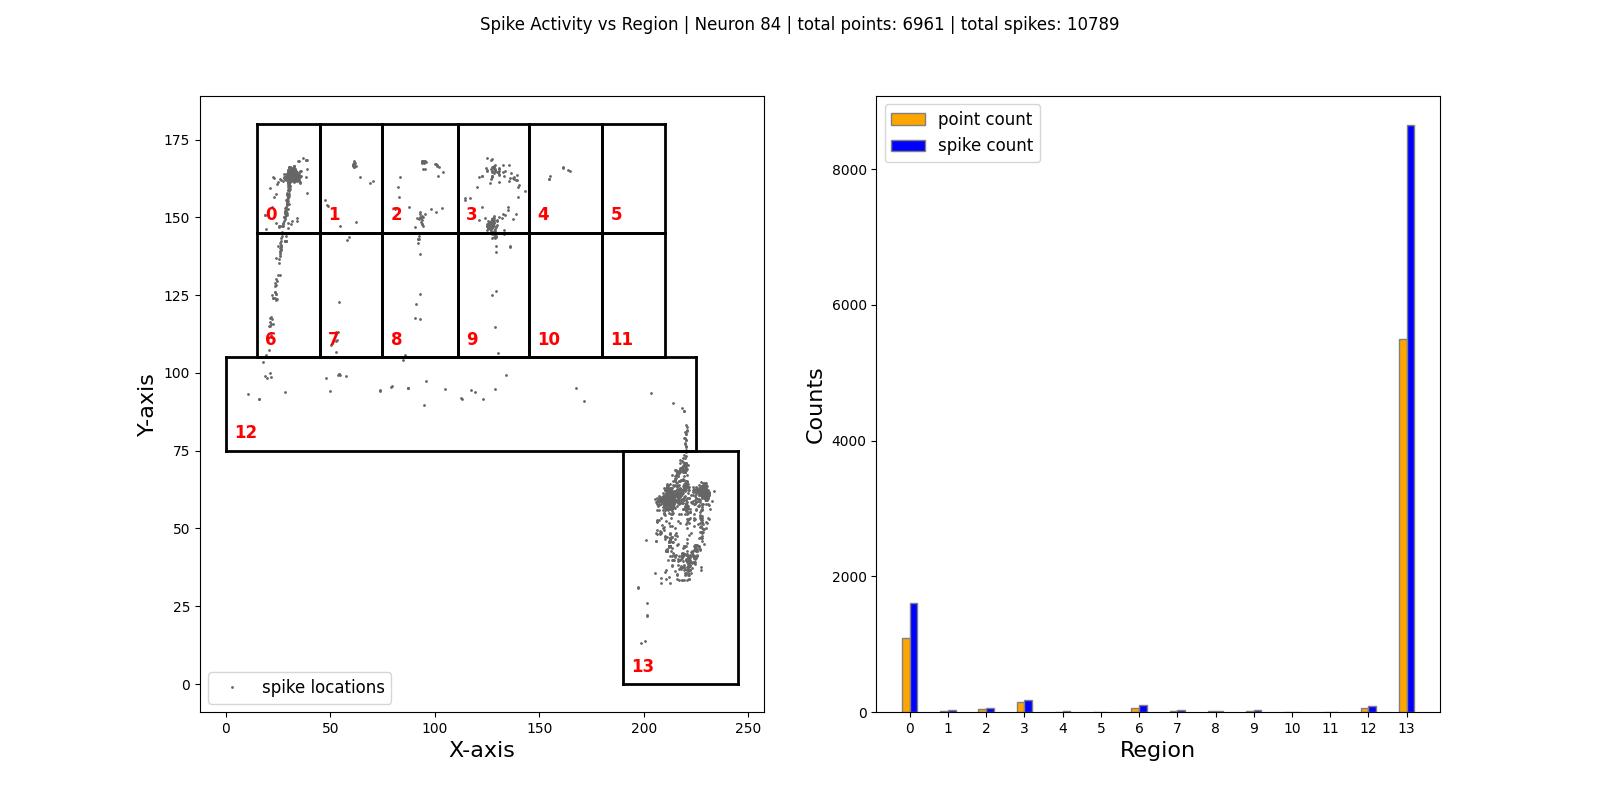 Spike Activity vs Region | Neuron 84 | total points: 6961 | total spikes: 10789
175
150
125
100
75
50
25
0
Y-axis
0 1 2 3 4 5
6 7 8 9 10 11
12
13
spike locations
0 50 100 150 200 250
X-axis
point count
spike count
8000
6000
4000
2000
0
Counts
0 1 2 3 4 5 6 7 8 9 10 11 12 13
Region